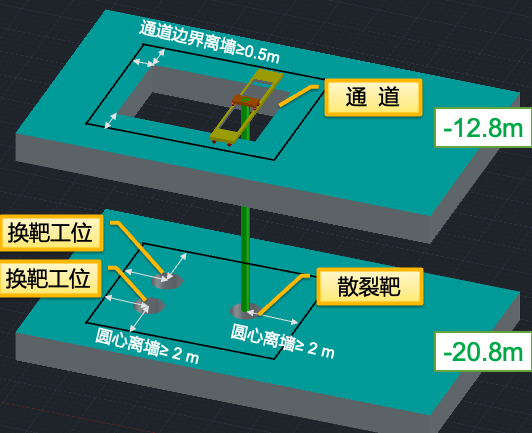 通道边界离墙≥0.5m
通 道
-12.8m
换靶工位
换靶工位
散裂靶
圆心离墙≥ 2 m
圆心离墙≥ 2 m
-20.8m